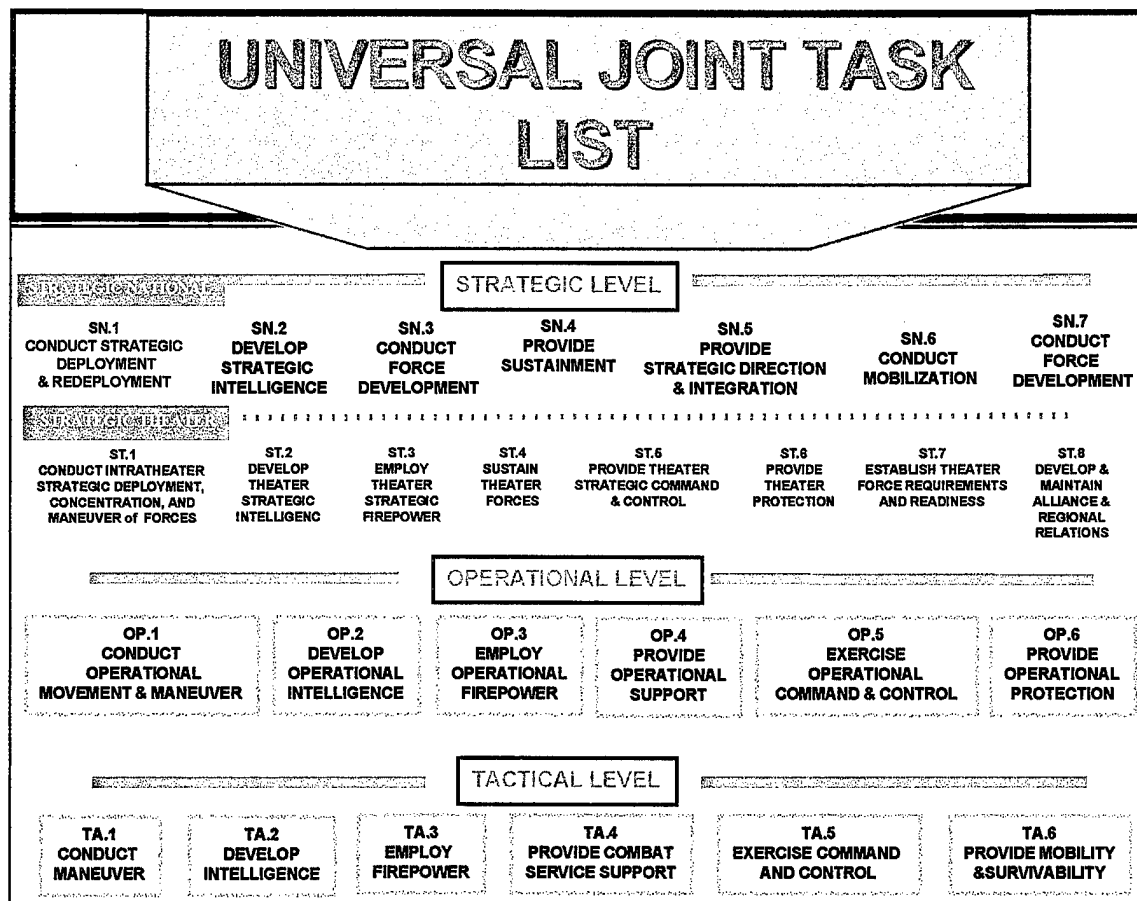 UNIVERSAL JOINT TASK
LIST
STRATEGIC LEVEL
STRATEGIC NATIONAL
SN.1
CONDUCT STRATEGIC
DEPLOYMENT
& REDEPLOYMENT
SN.2
DEVELOP
STRATEGIC
INTELLIGENCE
SN.3
CONDUCT
FORCE
DEVELOPMENT
SN.4
PROVIDE
SUSTAINMENT
SN.5
PROVIDE
STRATEGIC DIRECTION
& INTEGRATION
SN.6
CONDUCT
MOBILIZATION
SN.7
CONDUCT
FORCE
DEVELOPMENT
STRATEGIC THEATER
ST.1
CONDUCT INTRATHEATER
STRATEGIC DEPLOYMENT,
CONCENTRATION, AND
MANEUVER of FORCES
ST.2
DEVELOP
THEATER
STRATEGIC
INTELLIGENC
ST.3
EMPLOY
THEATER
STRATEGIC
FIREPOWER
ST.4
SUSTAIN
THEATER
FORCES
ST.5
PROVIDE THEATER
STRATEGIC COMMAND
& CONTROL
ST.6
PROVIDE
THEATER
PROTECTION
ST.7
ESTABLISH THEATER
FORCE REQUIREMENTS
AND READINESS
ST.8
DEVELOP &
MAINTAIN
ALLIANCE &
REGIONAL
RELATIONS
OPERATIONAL LEVEL
OP.1
CONDUCT
OPERATIONAL
MOVEMENT & MANEUVER
OP.2
DEVELOP
OPERATIONAL
INTELLIGENCE
OP.3
EMPLOY
OPERATIONAL
FIREPOWER
OP.4
PROVIDE
OPERATIONAL
SUPPORT
OP.5
EXERCISE
OPERATIONAL
COMMAND & CONTROL
OP.6
PROVIDE
OPERATIONAL
PROTECTION
TACTICAL LEVEL
TA.1
CONDUCT
MANEUVER
TA.2
DEVELOP
INTELLIGENCE
TA.3
EMPLOY
FIREPOWER
TA.4
PROVIDE COMBAT
SERVICE SUPPORT
TA.5
EXERCISE COMMAND
AND CONTROL
TA.6
PROVIDE MOBILITY
&SURVIVABILITY